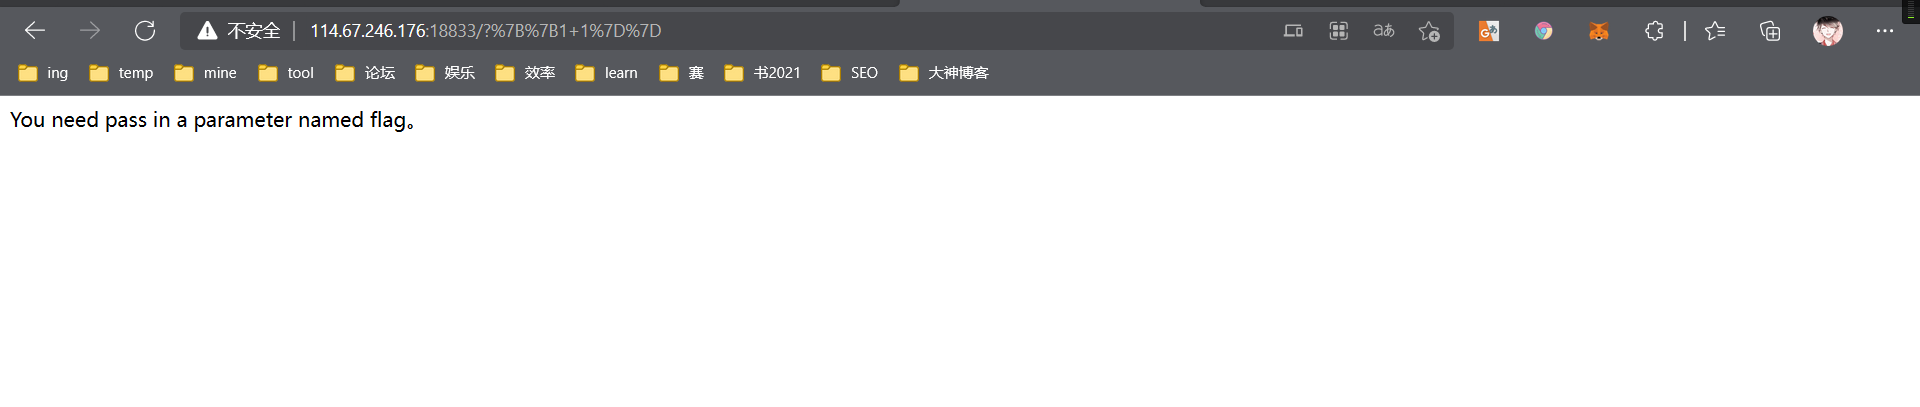 不安全 114.67.246.176:18833/?%7B%7B1+1%7D%7D aあ
ing temp mine tool 论坛 娱乐 效率 learn 赛 书2021 SEO 大神博客
You need pass in a parameter named flag。